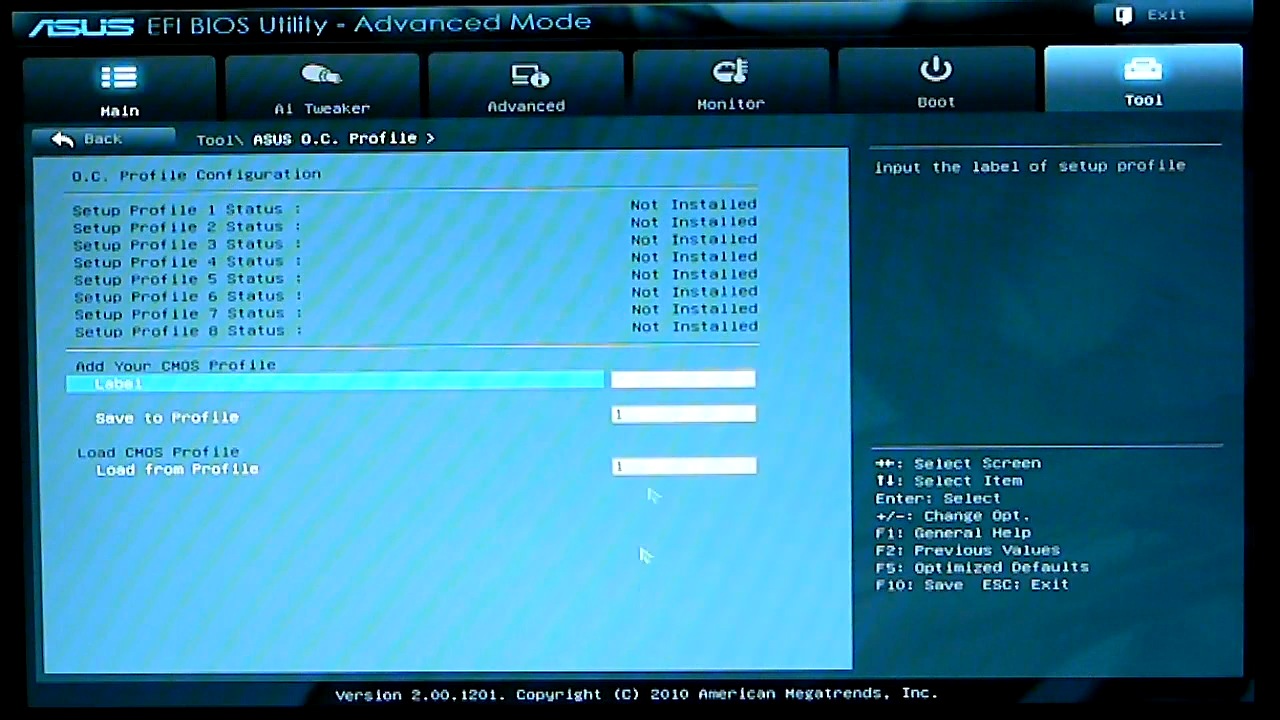 ASUS EFI BIOS Utility - Advanced Mode
Exit
Main
Ai Tweaker
Advanced
Monitor
Boot
Tool
Back
Tool\ ASUS O.C. Profile >
O.C. Profile Configuration
Setup Profile 1 Status : Not Installed
Setup Profile 2 Status : Not Installed
Setup Profile 3 Status : Not Installed
Setup Profile 4 Status : Not Installed
Setup Profile 5 Status : Not Installed
Setup Profile 6 Status : Not Installed
Setup Profile 7 Status : Not Installed
Setup Profile 8 Status : Not Installed
Add Your CMOS Profile
Label
Save to Profile 1
Load CMOS Profile
Load from Profile 1
input the label of setup profile
→←: Select Screen
↑↓: Select Item
Enter: Select
+/-: Change Opt.
F1: General Help
F2: Previous Values
F5: Optimized Defaults
F10: Save ESC: Exit
Version 2.00.1201. Copyright (C) 2010 American Megatrends, Inc.